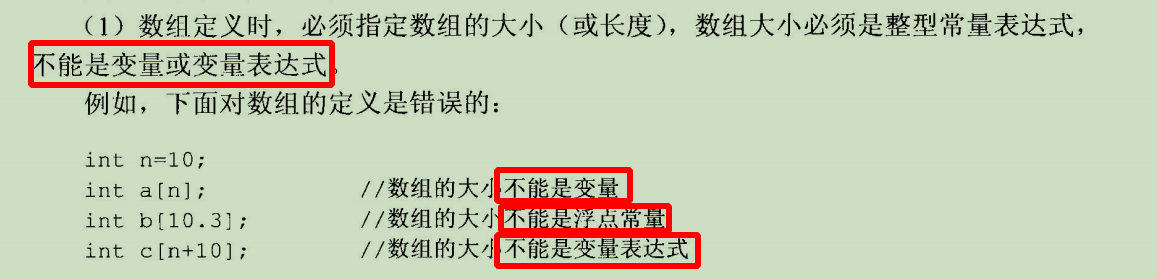 （1）数组定义时，必须指定数组的大小（或长度），数组大小必须是整型常量表达式，
不能是变量或变量表达式。
例如，下面对数组的定义是错误的：
int n=10;
int a[n]; //数组的大小不能是变量
int b[10.3]; //数组的大小不能是浮点常量
int c[n+10]; //数组的大小不能是变量表达式